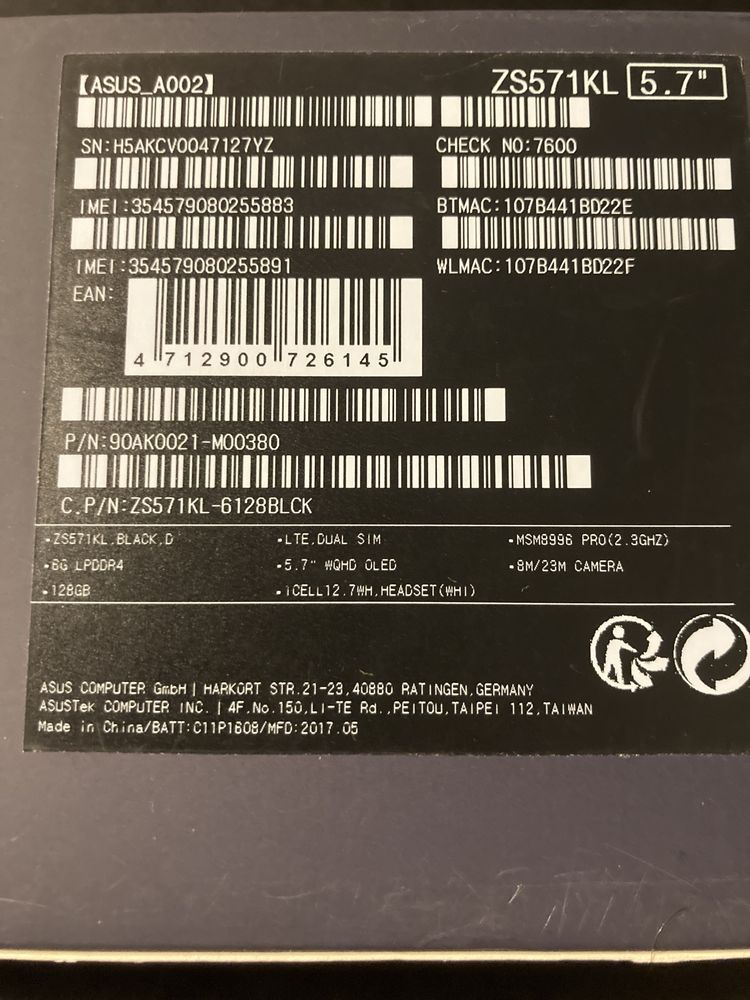 【ASUS_A002】 ZS571KL 5.7"
SN:H5AKCV0047127YZ CHECK NO:7600
IMEI:354579080255883 BTMAC:107B441BD22E
IMEI:354579080255891 WLMAC:107B441BD22F
EAN:
4 712900 726145
P/N:90AK0021-M00380
C.P/N:ZS571KL-6128BLCK
•ZS571KL,BLACK,D •LTE,DUAL SIM •MSM8996 PRO(2.3GHZ)
•6G LPDDR4 •5.7" WQHD OLED •8M/23M CAMERA
•128GB •1CELL12.7WH,HEADSET(WHI)
ASUS COMPUTER GmbH | HARKORT STR.21-23,40880 RATINGEN,GERMANY
ASUSTek COMPUTER INC. | 4F,No.150,LI-TE Rd.,PEITOU,TAIPEI 112,TAIWAN
Made in China/BATT:C11P1608/MFD:2017.05